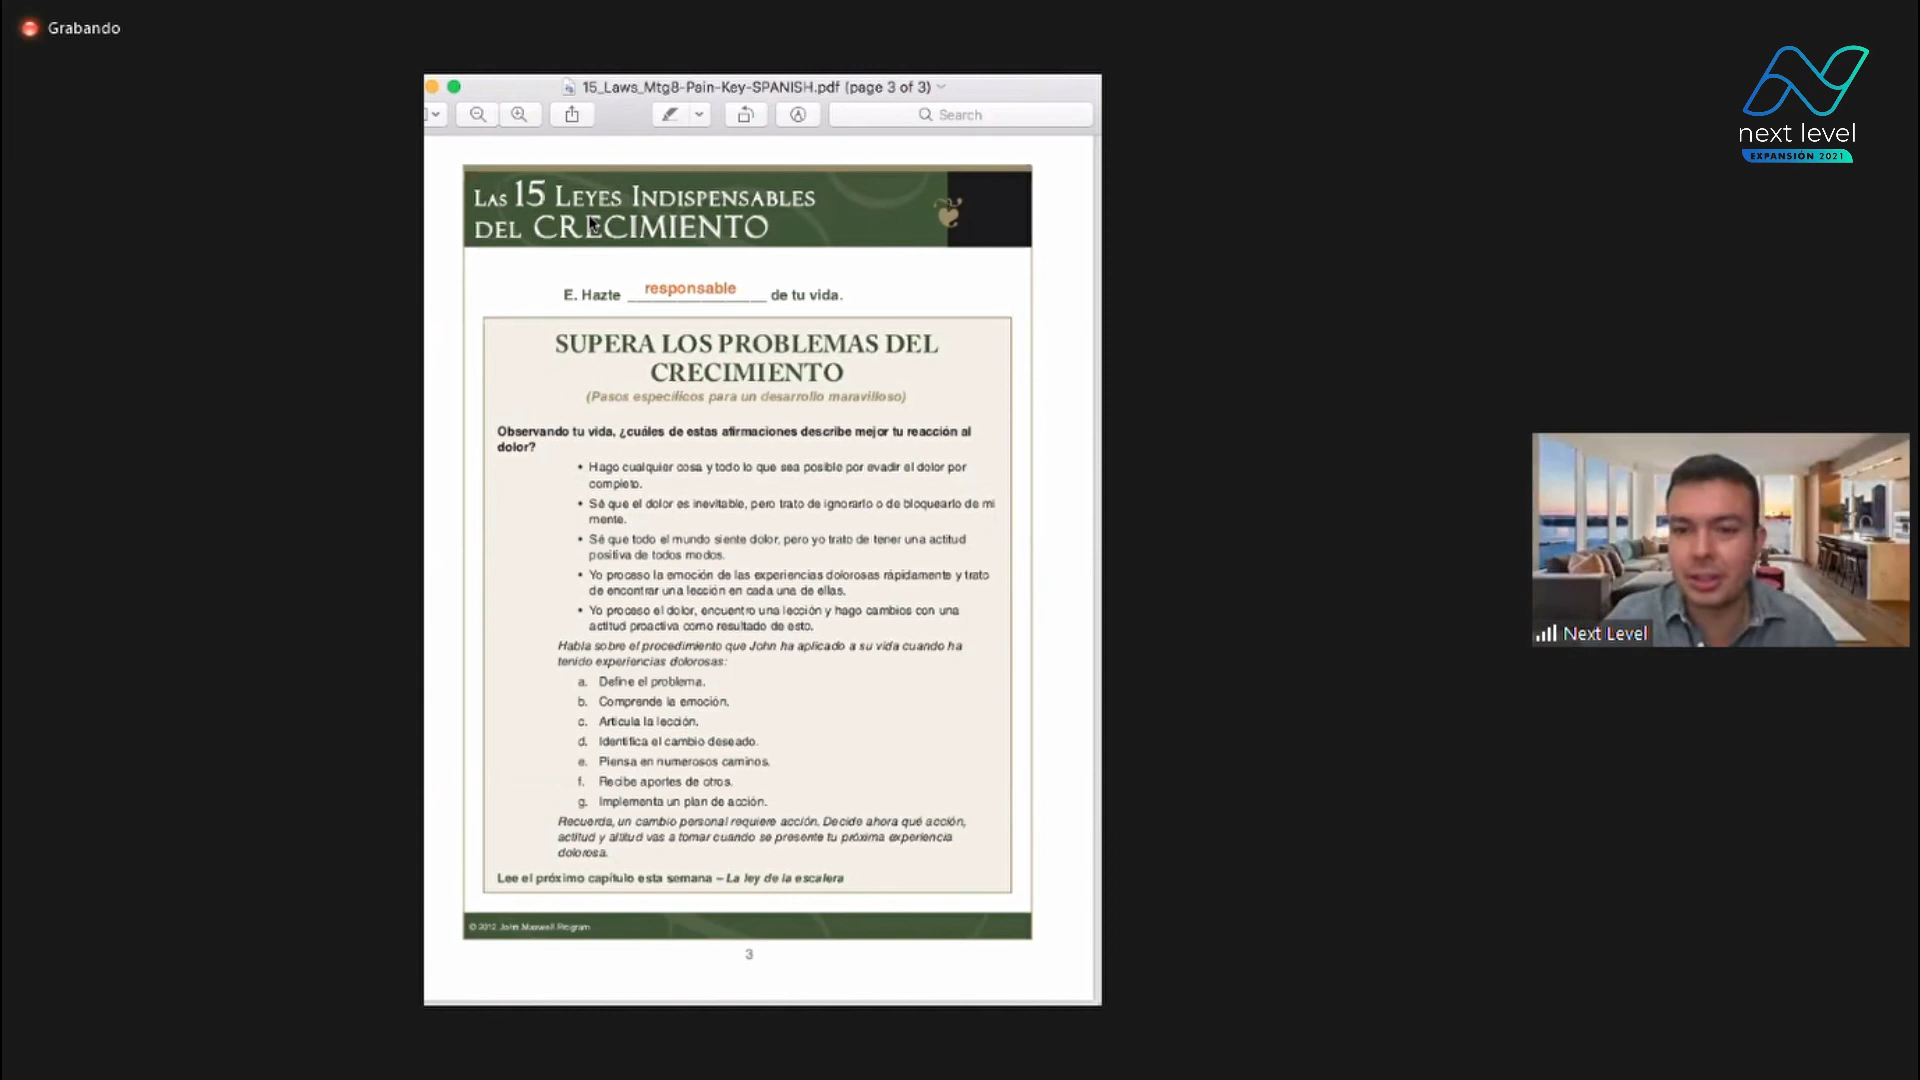 Grabando
next level
EXPANSIÓN 2021
15_Laws_Mtg8-Pain-Key-SPANISH.pdf (page 3 of 3)
Search
LAS 15 LEYES INDISPENSABLES
DEL CRECIMIENTO
E. Hazte responsable de tu vida.
SUPERA LOS PROBLEMAS DEL
CRECIMIENTO
(Pasos específicos para un desarrollo maravilloso)
Observando tu vida, ¿cuáles de estas afirmaciones describe mejor tu reacción al
dolor?
• Hago cualquier cosa y todo lo que sea posible por evadir el dolor por
completo.
• Sé que el dolor es inevitable, pero trato de ignorarlo o de bloquearlo de mi
mente.
• Sé que todo el mundo siente dolor, pero yo trato de tener una actitud
positiva de todos modos.
• Yo proceso la emoción de las experiencias dolorosas rápidamente y trato
de encontrar una lección en cada una de ellas.
• Yo proceso el dolor, encuentro una lección y hago cambios con una
actitud proactiva como resultado de esto.
Habla sobre el procedimiento que John ha aplicado a su vida cuando ha
tenido experiencias dolorosas:
a. Define el problema.
b. Comprende la emoción.
c. Articula la lección.
d. Identifica el cambio deseado.
e. Piensa en numerosos caminos.
f. Recibe aportes de otros.
g. Implementa un plan de acción.
Recuerda, un cambio personal requiere acción. Decide ahora qué acción,
actitud y altitud vas a tomar cuando se presente tu próxima experiencia
dolorosa.
Lee el próximo capítulo esta semana – La ley de la escalera
© 2012 John Maxwell Program
3
Next Level